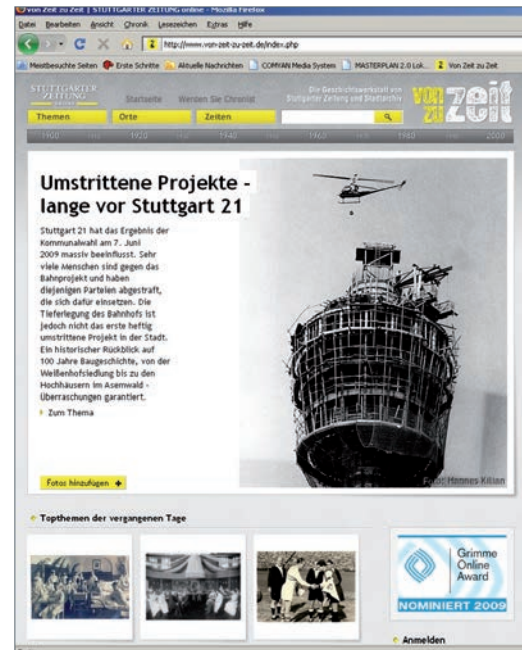 von Zeit zu Zeit | STUTTGARTER ZEITUNG online - Mozilla Firefox
Datei Bearbeiten Ansicht Chronik Lesezeichen Extras Hilfe
http://www.von-zeit-zu-zeit.de/index.php
Meistbesuchte Seiten Erste Schritte Aktuelle Nachrichten COMYAN Media System MASTERPLAN 2.0 Lok... Von Zeit zu Zeit
STUTTGARTER
ZEITUNG
Startseite Werden Sie Chronist
Die Geschichtswerkstatt von
Stuttgarter Zeitung und Stadtarchiv
von
zu zeit
Themen Orte Zeiten
1900 1920 1940 1960 1980 2000
Umstrittene Projekte -
lange vor Stuttgart 21
Stuttgart 21 hat das Ergebnis der
Kommunalwahl am 7. Juni
2009 massiv beeinflusst. Sehr
viele Menschen sind gegen das
Bahnprojekt und haben
diejenigen Parteien abgestraft,
die sich dafür einsetzen. Die
Tieferlegung des Bahnhofs ist
jedoch nicht das erste heftig
umstrittene Projekt in der Stadt.
Ein historischer Rückblick auf
100 Jahre Baugeschichte, von der
Weißenhofsiedlung bis zu den
Hochhäusern im Asemwald -
Überraschungen garantiert.
Zum Thema
Foto: Hannes Kilian
Fotos hinzufügen +
Topthemen der vergangenen Tage
Grimme
Online
Award
NOMINIERT 2009
Anmelden